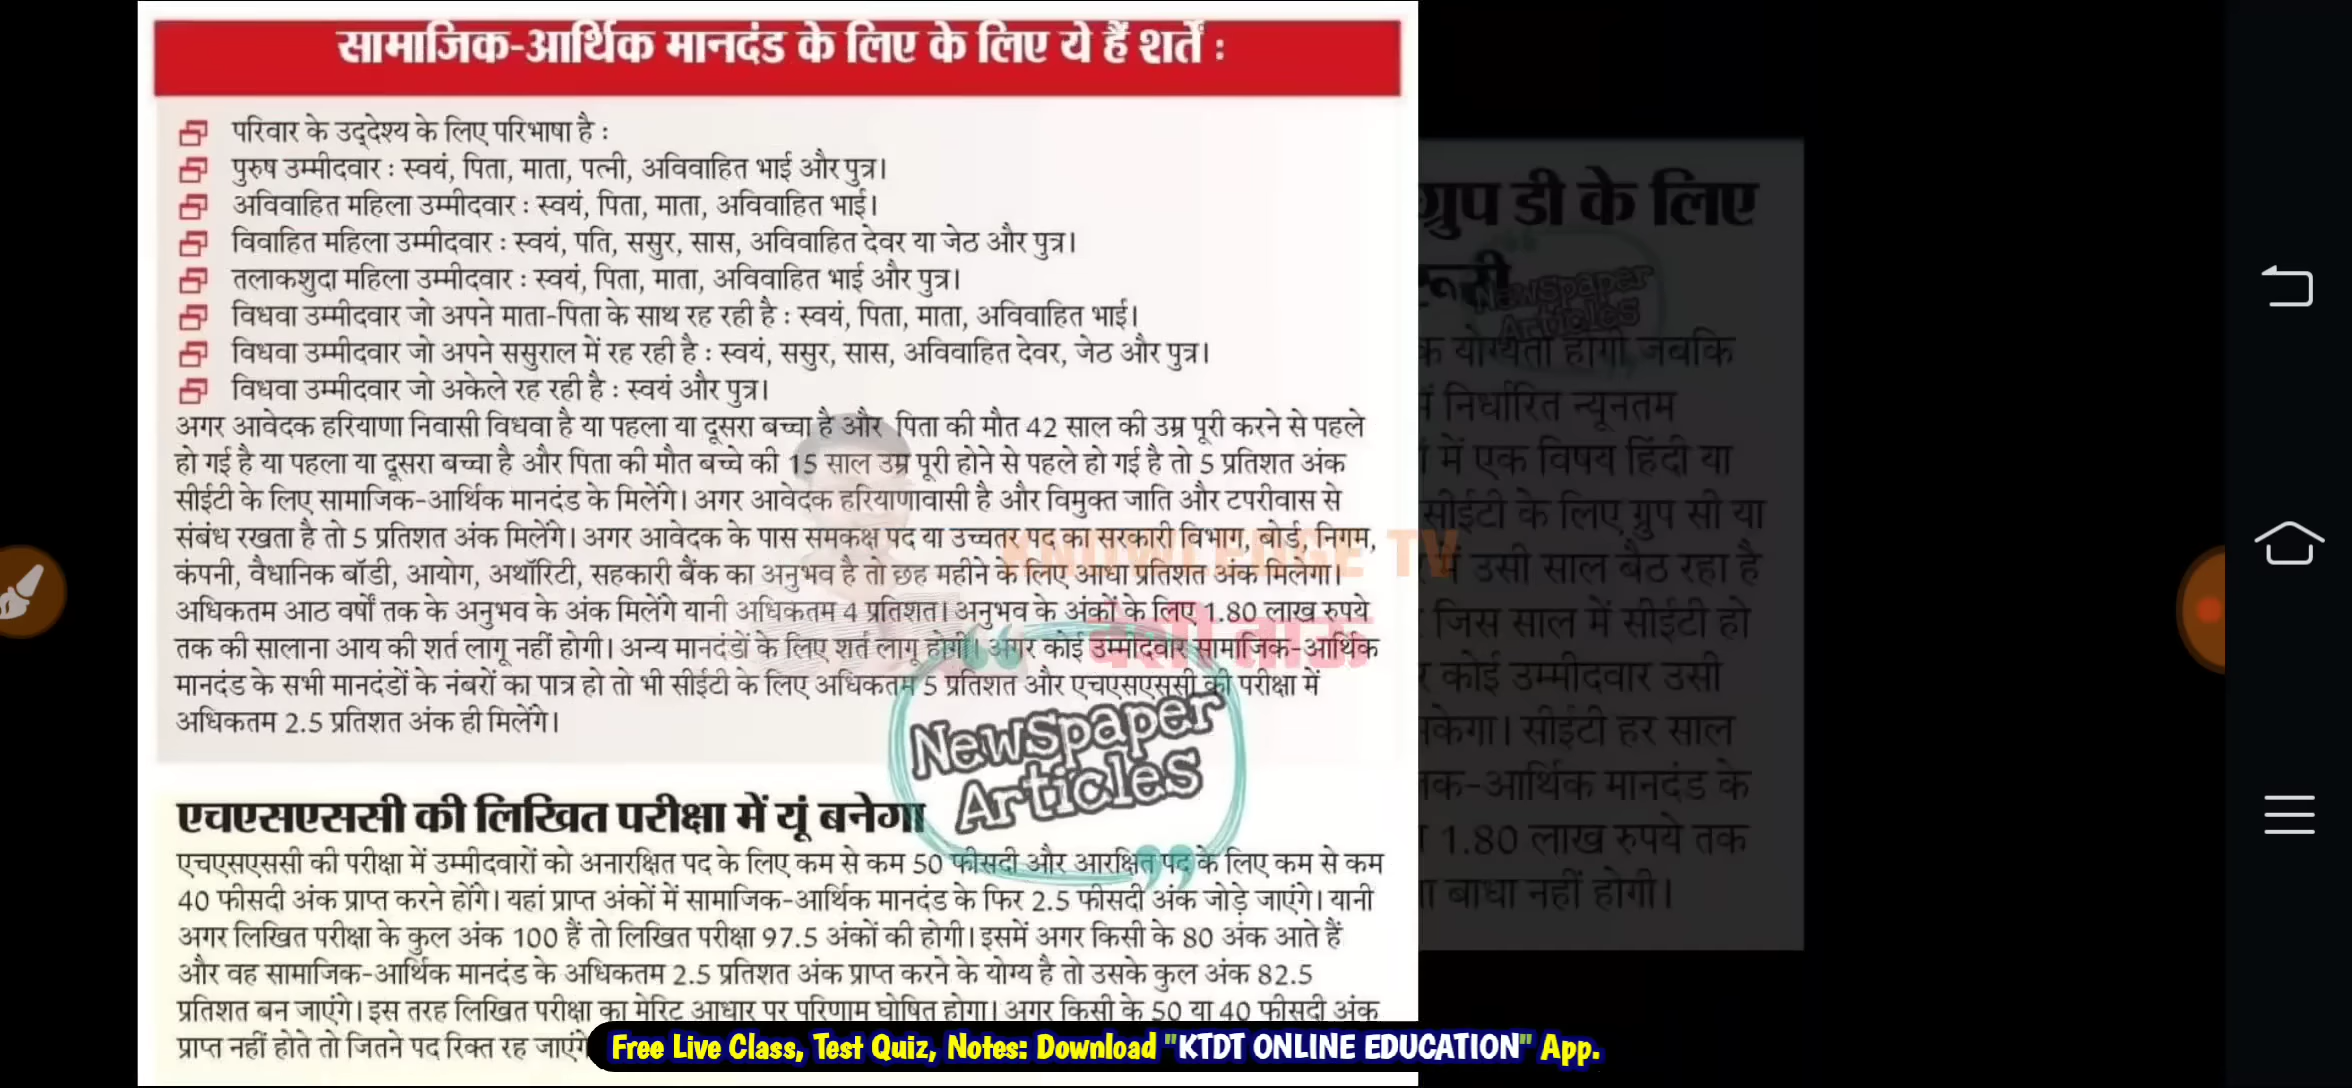 सामाजिक-आर्थिक मानदंड के लिए के लिए ये हैं शर्तें :
परिवार के उद्देश्य के लिए परिभाषा है :
पुरुष उम्मीदवार : स्वयं, पिता, माता, पत्नी, अविवाहित भाई और पुत्र।
अविवाहित महिला उम्मीदवार : स्वयं, पिता, माता, अविवाहित भाई।
विवाहित महिला उम्मीदवार : स्वयं, पति, ससुर, सास, अविवाहित देवर या जेठ और पुत्र।
तलाकशुदा महिला उम्मीदवार : स्वयं, पिता, माता, अविवाहित भाई और पुत्र।
विधवा उम्मीदवार जो अपने माता-पिता के साथ रह रही है : स्वयं, पिता, माता, अविवाहित भाई।
विधवा उम्मीदवार जो अपने ससुराल में रह रही है : स्वयं, ससुर, सास, अविवाहित देवर, जेठ और पुत्र।
विधवा उम्मीदवार जो अकेले रह रही है : स्वयं और पुत्र।
अगर आवेदक हरियाणा निवासी विधवा है या पहला या दूसरा बच्चा है और पिता की मौत 42 साल की उम्र पूरी करने से पहले
हो गई है या पहला या दूसरा बच्चा है और पिता की मौत बच्चे की 15 साल उम्र पूरी होने से पहले हो गई है तो 5 प्रतिशत अंक
सीईटी के लिए सामाजिक-आर्थिक मानदंड के मिलेंगे। अगर आवेदक हरियाणावासी है और विमुक्त जाति और टपरीवास से
संबंध रखता है तो 5 प्रतिशत अंक मिलेंगे। अगर आवेदक के पास समकक्ष पद या उच्चतर पद का सरकारी विभाग, बोर्ड, निगम,
कंपनी, वैधानिक बॉडी, आयोग, अथॉरिटी, सहकारी बैंक का अनुभव है तो छह महीने के लिए आधा प्रतिशत अंक मिलेगा।
अधिकतम आठ वर्षों तक के अनुभव के अंक मिलेंगे यानी अधिकतम 4 प्रतिशत। अनुभव के अंकों के लिए 1.80 लाख रुपये
तक की सालाना आय की शर्त लागू नहीं होगी। अन्य मानदंडों के लिए शर्त लागू होगी। अगर कोई उम्मीदवार सामाजिक-आर्थिक
मानदंड के सभी मानदंडों के नंबरों का पात्र हो तो भी सीईटी के लिए अधिकतम 5 प्रतिशत और एचएसएससी की परीक्षा में
अधिकतम 2.5 प्रतिशत अंक ही मिलेंगे।
KNOWLEDGE TV
देसी ताऊ
Newspaper
Articles
एचएसएससी की लिखित परीक्षा में यूं बनेगा
एचएसएससी की परीक्षा में उम्मीदवारों को अनारक्षित पद के लिए कम से कम 50 फीसदी और आरक्षित पद के लिए कम से कम
40 फीसदी अंक प्राप्त करने होंगे। यहां प्राप्त अंकों में सामाजिक-आर्थिक मानदंड के फिर 2.5 फीसदी अंक जोड़े जाएंगे। यानी
अगर लिखित परीक्षा के कुल अंक 100 हैं तो लिखित परीक्षा 97.5 अंकों की होगी। इसमें अगर किसी के 80 अंक आते हैं
और वह सामाजिक-आर्थिक मानदंड के अधिकतम 2.5 प्रतिशत अंक प्राप्त करने के योग्य है तो उसके कुल अंक 82.5
प्रतिशत बन जाएंगे। इस तरह लिखित परीक्षा का मेरिट आधार पर परिणाम घोषित होगा। अगर किसी के 50 या 40 फीसदी अंक
प्राप्त नहीं होते तो जितने पद रिक्त रह जाएंगे
Free Live Class, Test Quiz, Notes: Download "KTDT ONLINE EDUCATION" App.
ग्रुप डी के लिए
Newspaper
Articles
योग्यता होगी जबकि
निर्धारित न्यूनतम
में एक विषय हिंदी या
सीईटी के लिए ग्रुप सी या
में उसी साल बैठ रहा है
जिस साल में सीईटी हो
कोई उम्मीदवार उसी
सीईटी हर साल
-आर्थिक मानदंड के
1.80 लाख रुपये तक
बाधा नहीं होगी।